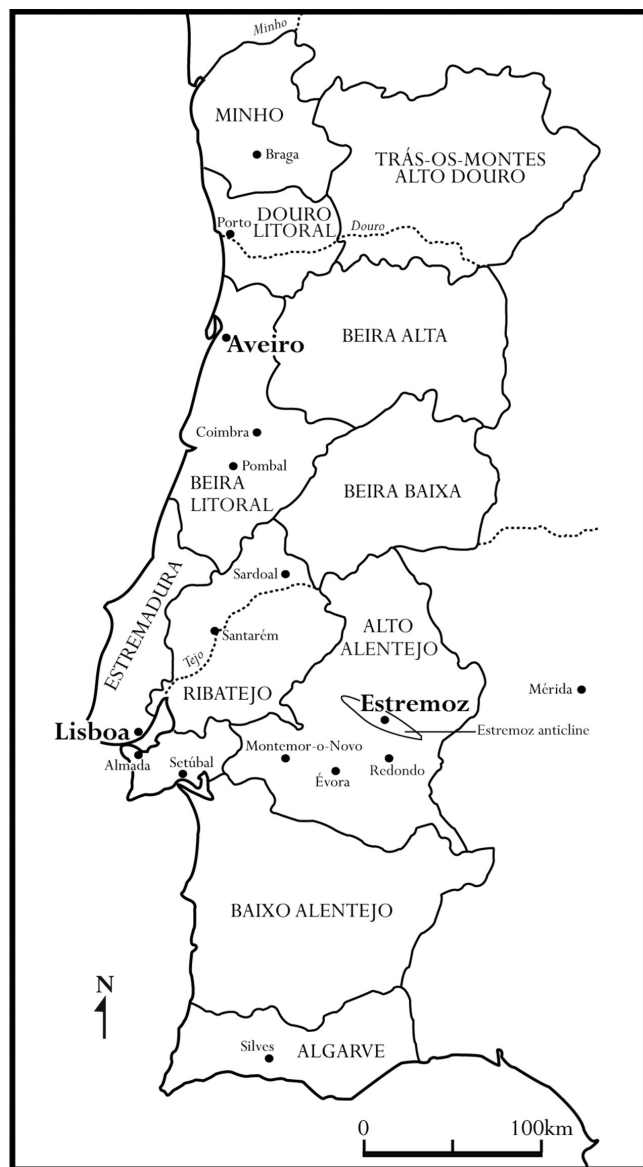 Minho
MINHO
Braga
TRÁS-OS-MONTES
ALTO DOURO
Porto
DOURO
LITORAL
Douro
Aveiro
BEIRA ALTA
Coimbra
Pombal
BEIRA
LITORAL
BEIRA BAIXA
ESTREMADURA
Sardoal
Santarém
Tejo
RIBATEJO
ALTO
ALENTEJO
Mérida
Estremoz
Estremoz anticline
Lisboa
Almada
Setúbal
Montemor-o-Novo
Évora
Redondo
BAIXO ALENTEJO
N
Silves
ALGARVE
0 100km